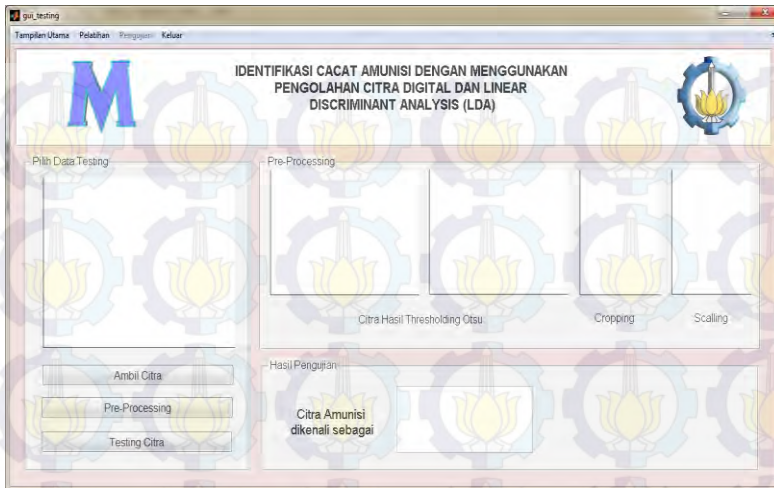 gui_testing
Tampilan Utama Pelatihan Pengujian Keluar
M
IDENTIFIKASI CACAT AMUNISI DENGAN MENGGUNAKAN
PENGOLAHAN CITRA DIGITAL DAN LINEAR
DISCRIMINANT ANALYSIS (LDA)
Pilih Data Testing
Pre-Processing
Citra Hasil Thresholding Otsu
Cropping
Scalling
Ambil Citra
Pre-Processing
Testing Citra
Hasil Pengujian
Citra Amunisi
dikenali sebagai